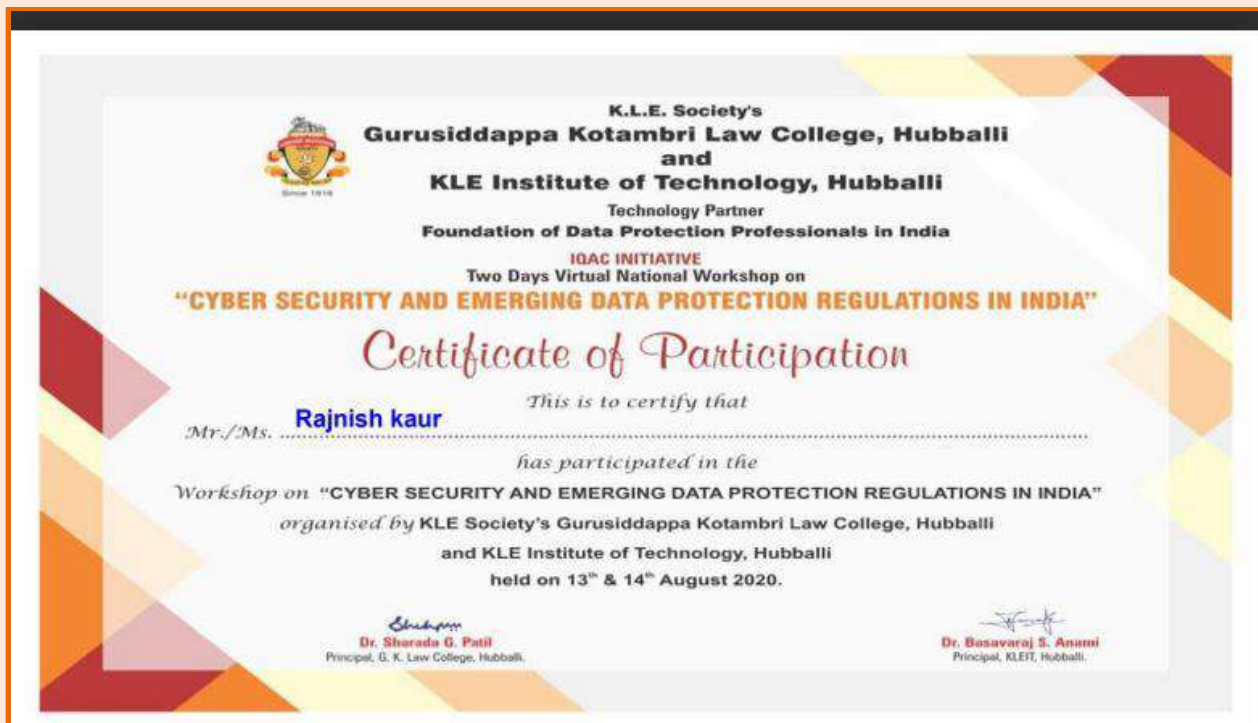 K.L.E. Society's
Gurusiddappa Kotambri Law College, Hubballi
and
KLE Institute of Technology, Hubballi
Since 1916
Technology Partner
Foundation of Data Protection Professionals in India
IQAC INITIATIVE
Two Days Virtual National Workshop on
“CYBER SECURITY AND EMERGING DATA PROTECTION REGULATIONS IN INDIA”
Certificate of Participation
This is to certify that
Mr./Ms. Rajnish kaur
has participated in the
Workshop on “CYBER SECURITY AND EMERGING DATA PROTECTION REGULATIONS IN INDIA”
organised by KLE Society's Gurusiddappa Kotambri Law College, Hubballi
and KLE Institute of Technology, Hubballi
held on 13th & 14th August 2020.
Dr. Sharada G. Patil
Principal, G. K. Law College, Hubballi.
Dr. Basavaraj S. Anami
Principal, KLEIT, Hubballi.